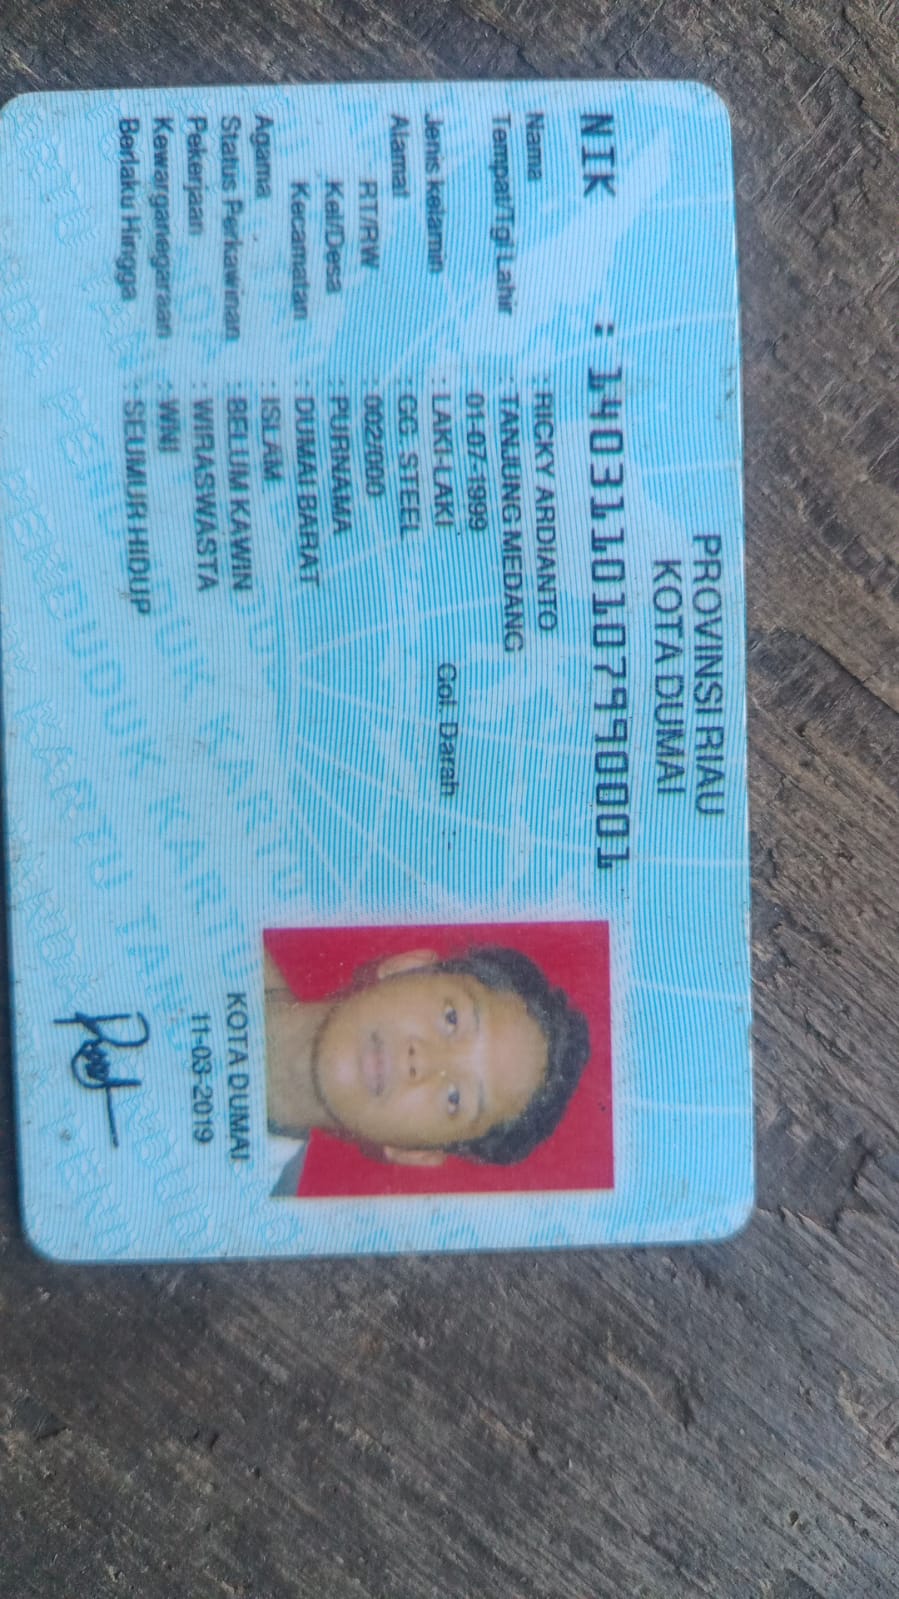 PROVINSI RIAU
KOTA DUMAI
NIK : 1403110107990001
Nama : RICKY ARDIANTO
Tempat/Tgl Lahir : TANJUNG MEDANG
01-07-1999
Jenis kelamin : LAKI-LAKI Gol. Darah : -
Alamat : GG. STEEL
RT/RW : 002/000
Kel/Desa : PURNAMA
Kecamatan : DUMAI BARAT
Agama : ISLAM
Status Perkawinan : BELUM KAWIN
Pekerjaan : WIRASWASTA
Kewarganegaraan : WNI
Berlaku Hingga : SEUMUR HIDUP
KOTA DUMAI
11-03-2019